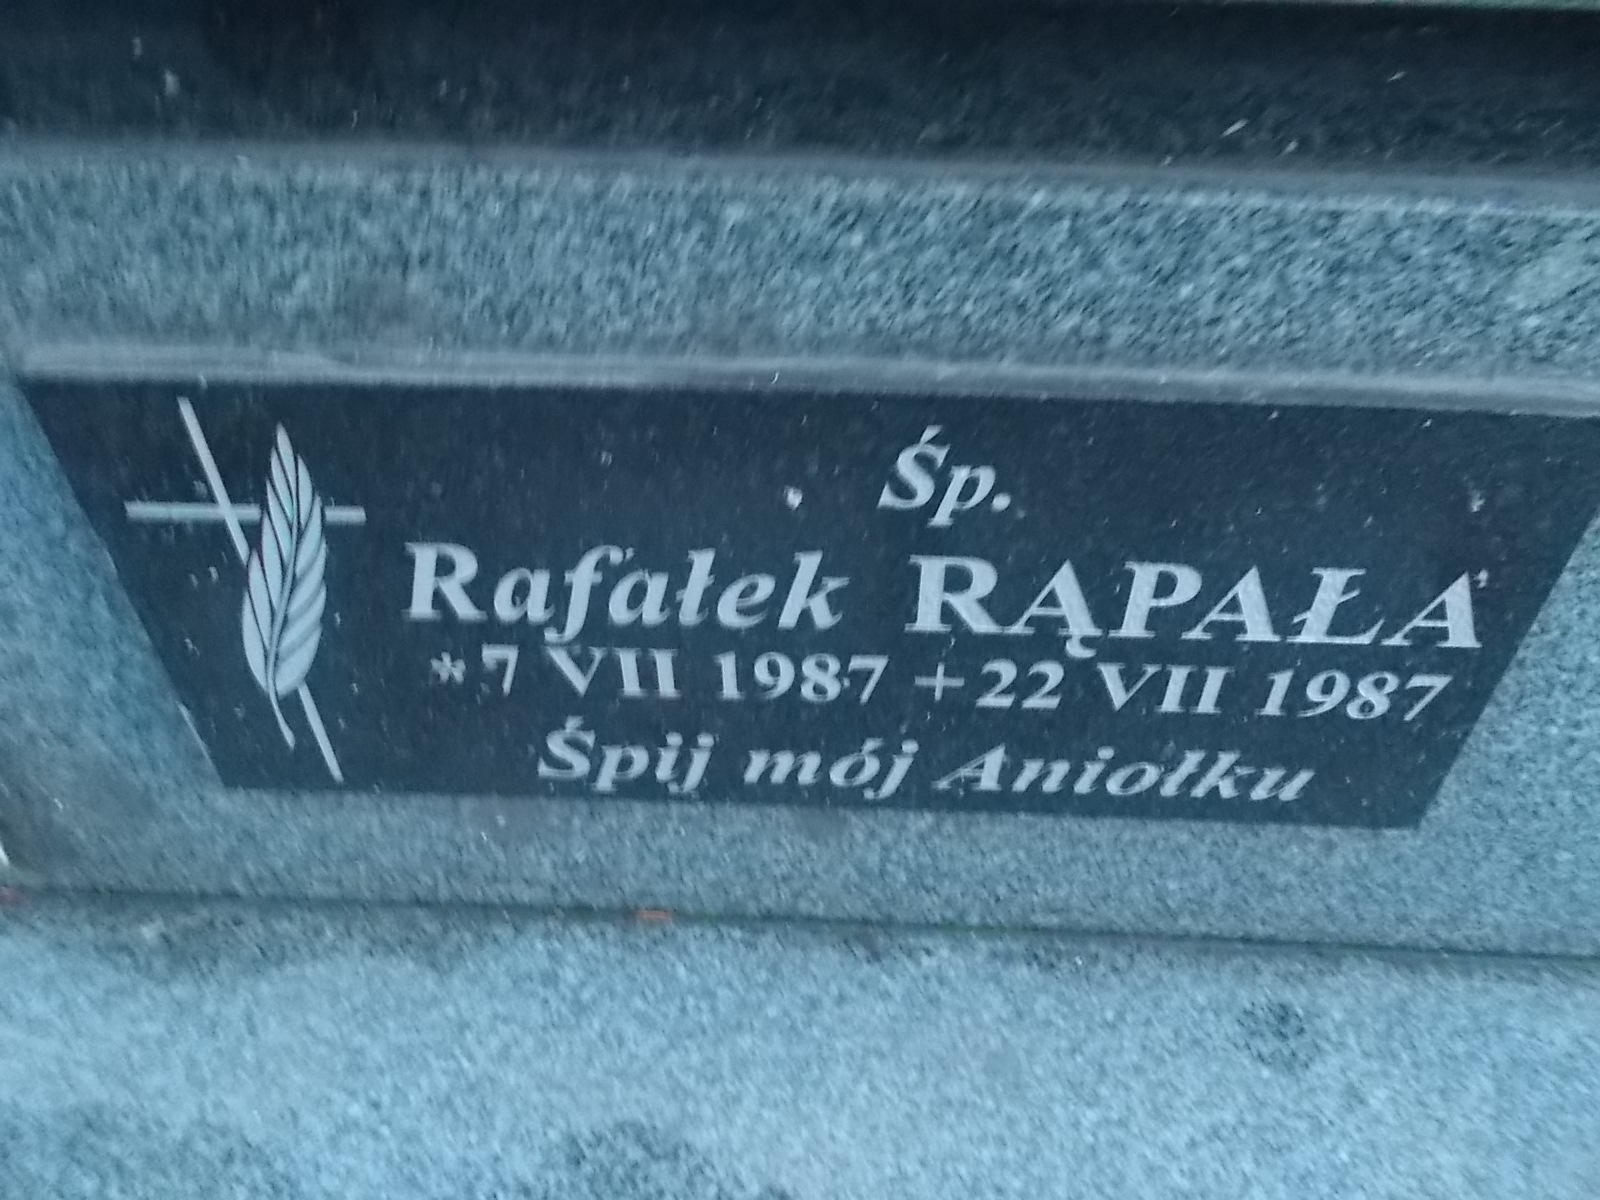 Śp.
Rafałek RĄPAŁA
*7 VII 1987 +22 VII 1987
Śpij mój Aniołku